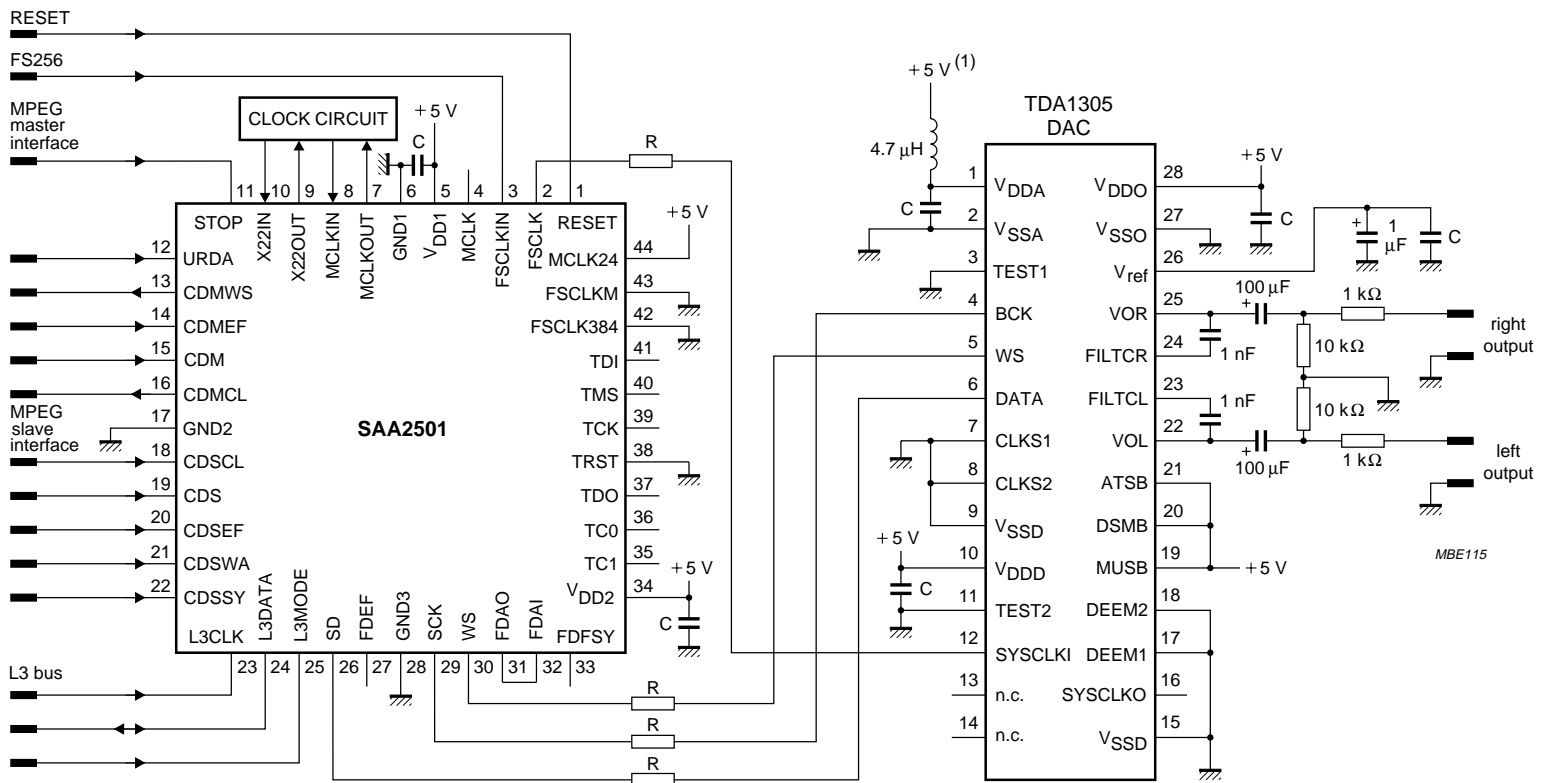 RESET
FS256
MPEG
master
interface
CLOCK CIRCUIT
+5 V
C
R
11 10 9 8 7 6 5 4 3 2 1
STOP
X22IN
X22OUT
MCLKIN
MCLKOUT
GND1
VDD1
MCLK
FSCLKIN
FSCLK
RESET
+5 V
12 URDA
13 CDMWS
14 CDMEF
15 CDM
16 CDMCL
MPEG
slave
interface
17 GND2
18 CDSCL
19 CDS
20 CDSEF
21 CDSWA
22 CDSSY
SAA2501
MCLK24 44
FSCLKM 43
FSCLK384 42
TDI 41
TMS 40
TCK 39
TRST 38
TDO 37
TC0 36
TC1 35
VDD2 34
+5 V
C
L3CLK
L3DATA
L3MODE
SD
FDEF
GND3
SCK
WS
FDAO
FDAI
FDFSY
23 24 25 26 27 28 29 30 31 32 33
L3 bus
R
R
R
+5 V (1)
4.7 µH
C
TDA1305
DAC
1 VDDA
2 VSSA
3 TEST1
4 BCK
5 WS
6 DATA
7 CLKS1
8 CLKS2
9 VSSD
+5 V
10 VDDD
C
11 TEST2
12 SYSCLKI
13 n.c.
14 n.c.
VDDO 28
VSSO 27
Vref 26
VOR 25
FILTCR 24
FILTCL 23
VOL 22
ATSB 21
DSMB 20
MUSB 19
DEEM2 18
DEEM1 17
SYSCLKO 16
VSSD 15
+5 V
C
+
1
µF
C
100 µF
+
1 kΩ
1 nF
10 kΩ
right
output
1 nF
10 kΩ
+
100 µF
1 kΩ
left
output
+5 V
MBE115